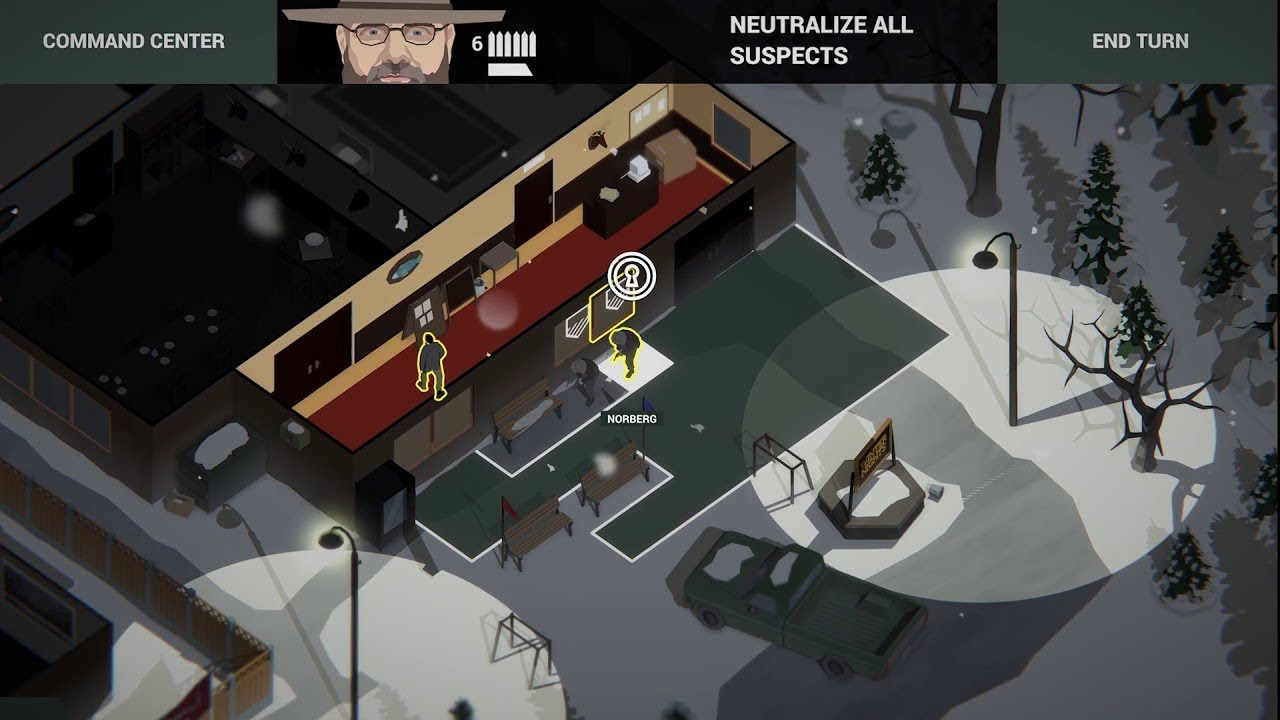 COMMAND CENTER
6
NEUTRALIZE ALL
SUSPECTS
END TURN
NORBERG